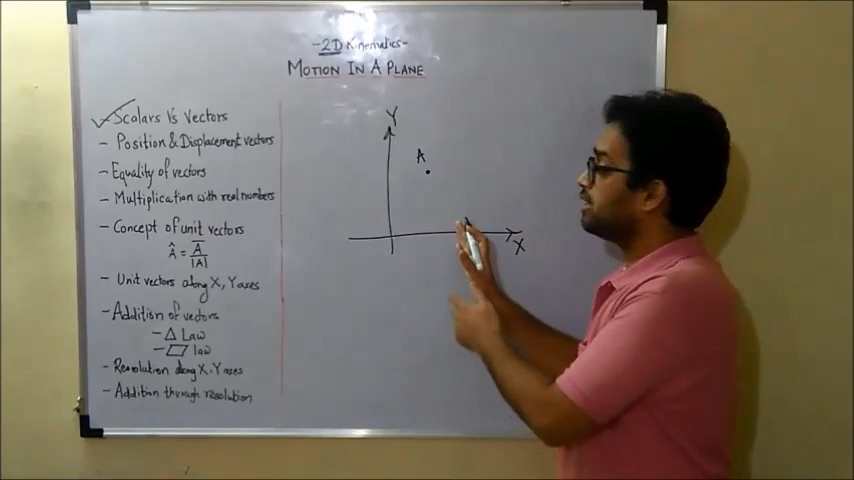 -2D Kinematics-
MOTION IN A PLANE
Scalars Vs Vectors
- Position & Displacement vectors
- Equality of vectors
- Multiplication with real numbers
- Concept of unit vectors
Â = A̅ / |A̅|
- Unit vectors along X, Y axes
- Addition of vectors
- △ Law
- ▱ law
- Resolution along X, Y axes
- Addition through resolution
Y
A
X